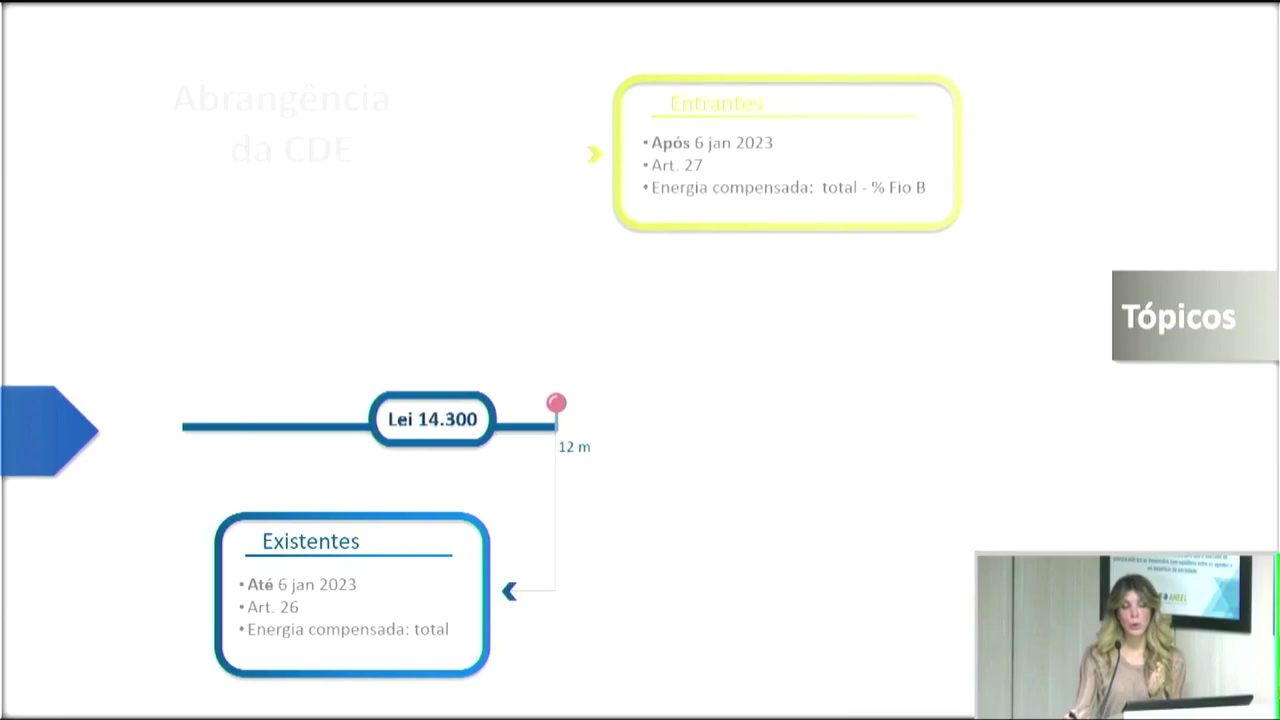 Abrangência
da CDE
Entrantes
•Após 6 jan 2023
•Art. 27
•Energia compensada: total - % Fio B
Tópicos
Lei 14.300
12 m
Existentes
•Até 6 jan 2023
•Art. 26
•Energia compensada: total
ANEEL